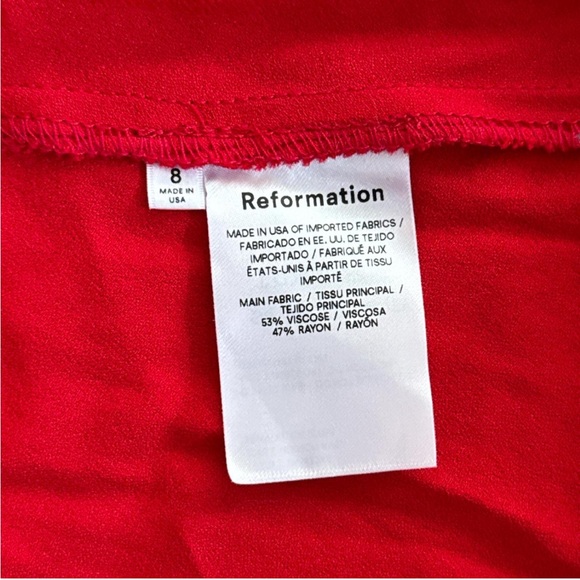 8
MADE IN
USA
Reformation
MADE IN USA OF IMPORTED FABRICS /
FABRICADO EN EE. UU. DE TEJIDO
IMPORTADO / FABRIQUÉ AUX
ÉTATS-UNIS À PARTIR DE TISSU
IMPORTÉ
MAIN FABRIC / TISSU PRINCIPAL /
TEJIDO PRINCIPAL
53% VISCOSE / VISCOSA
47% RAYON / RAYÓN